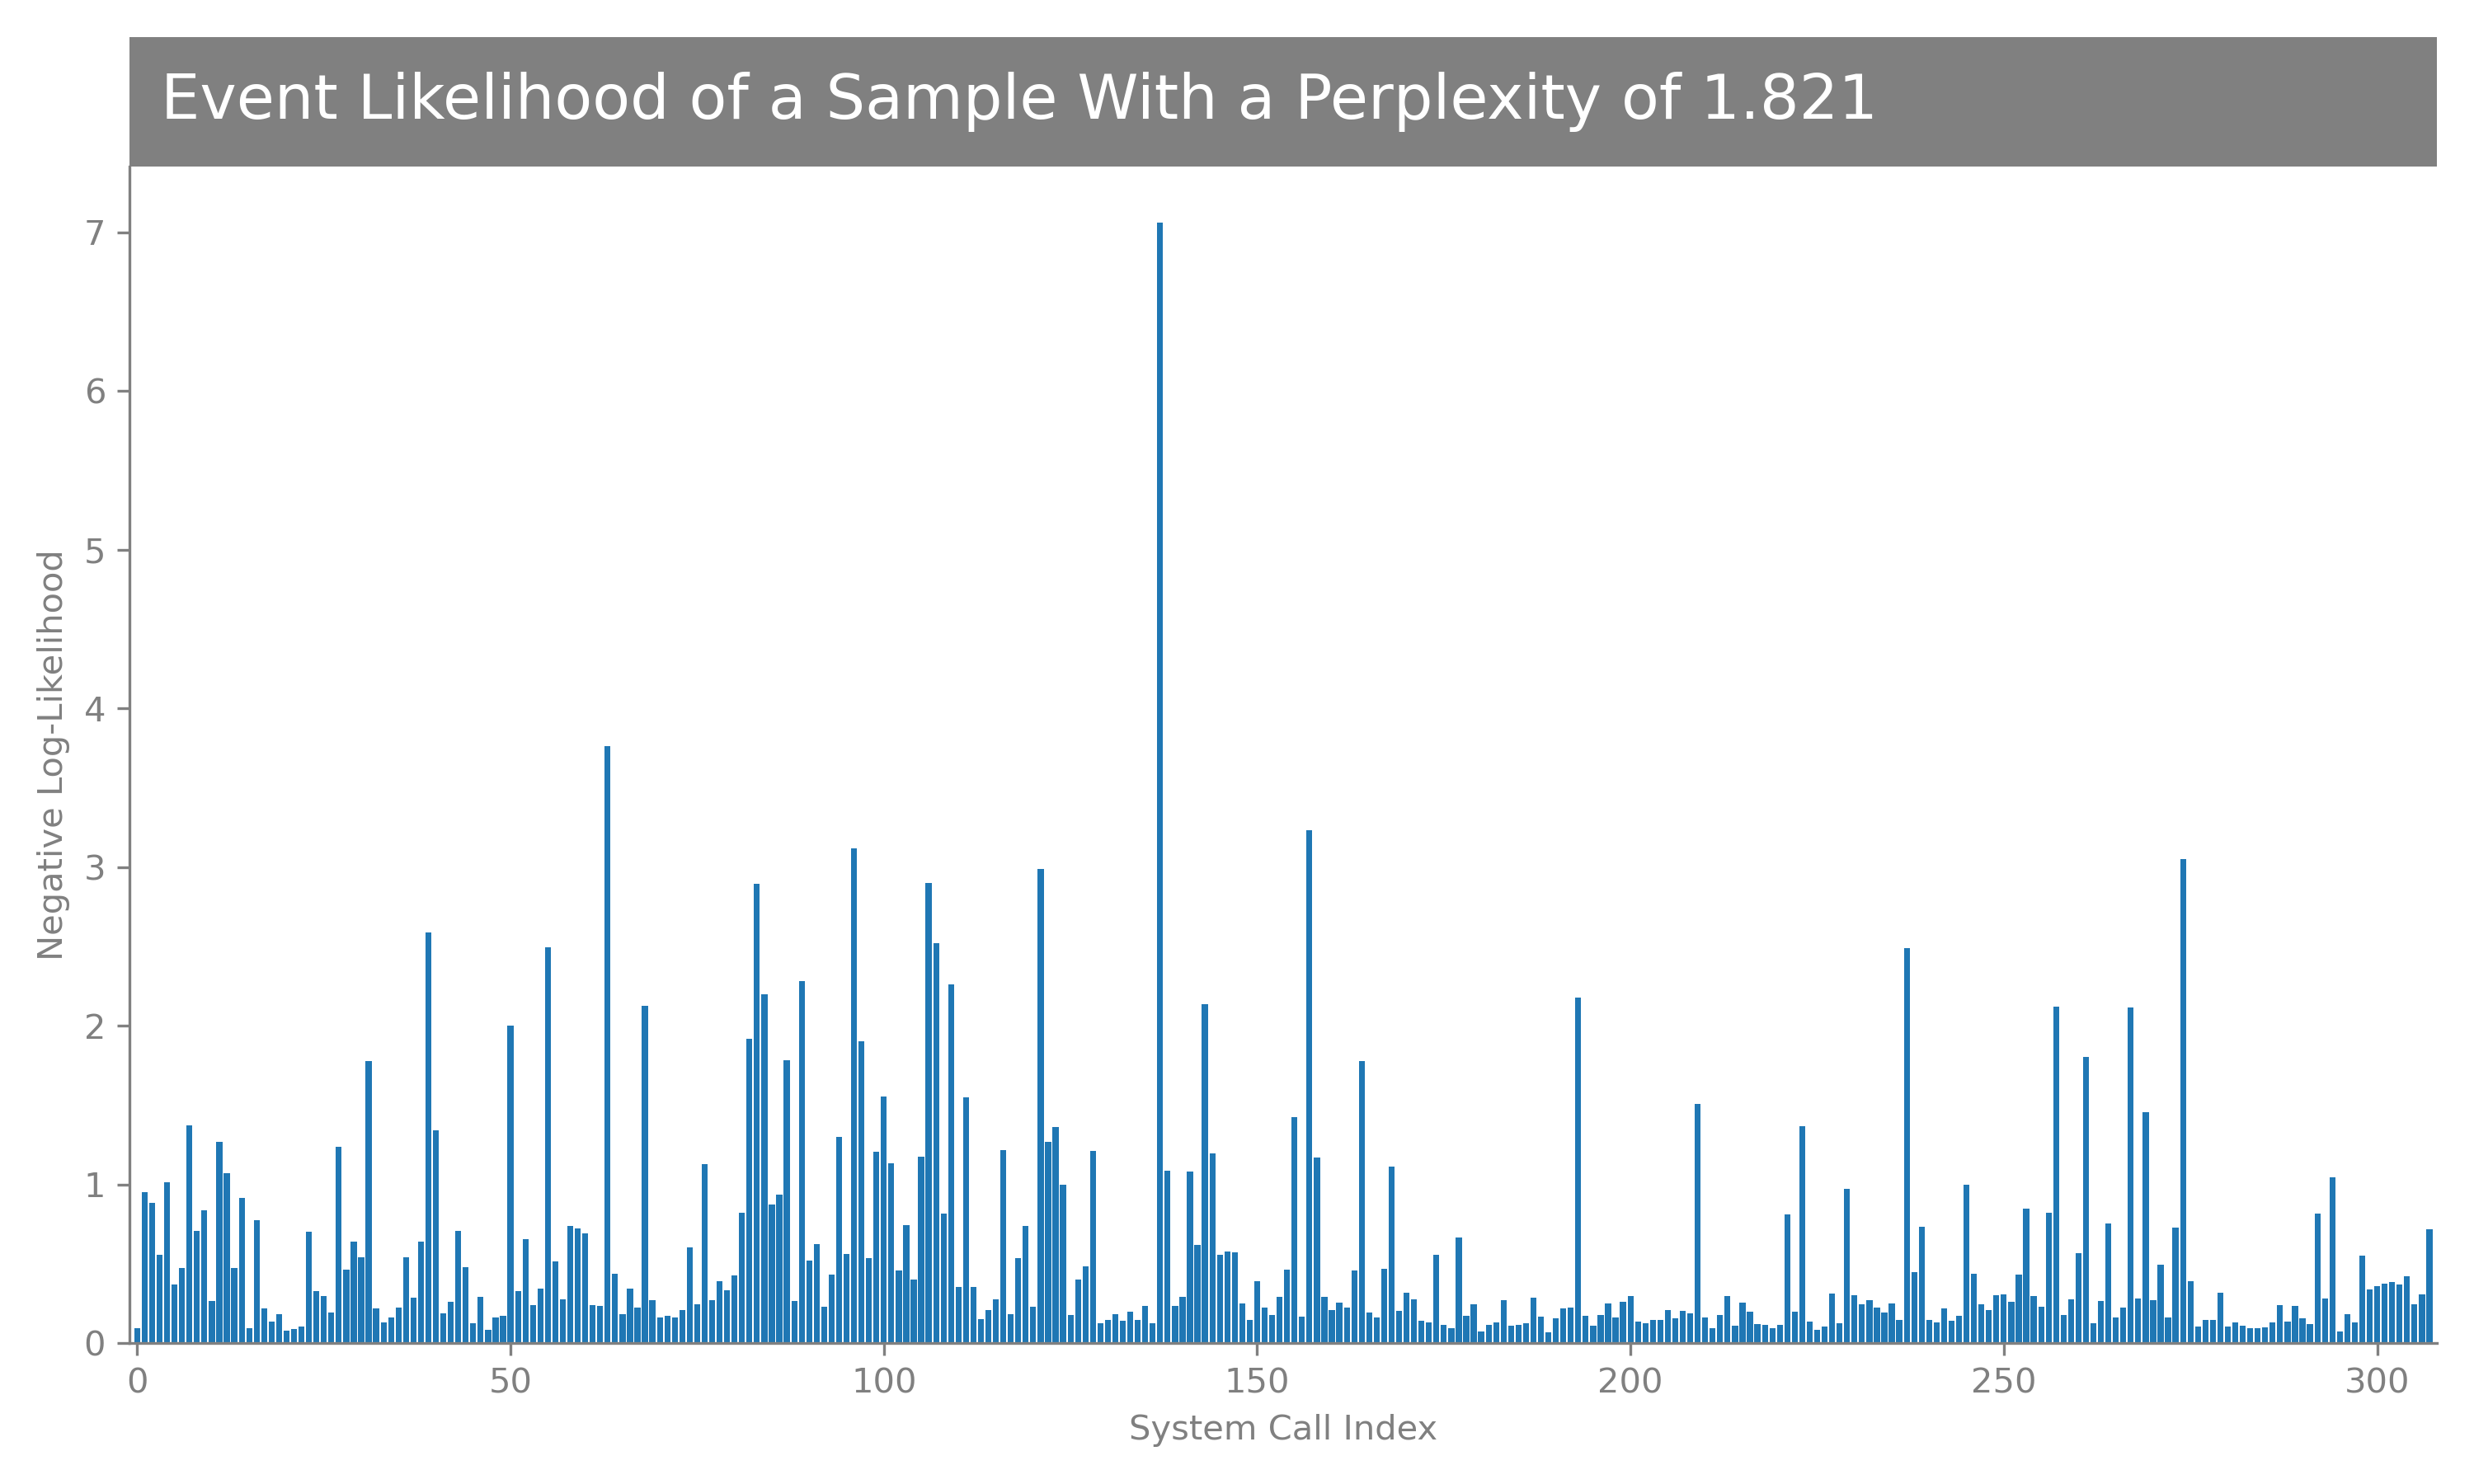 Event Likelihood of a Sample With a Perplexity of 1.821
7
6
5
4
3
2
1
0
Negative Log-Likelihood
0 50 100 150 200 250 300
System Call Index